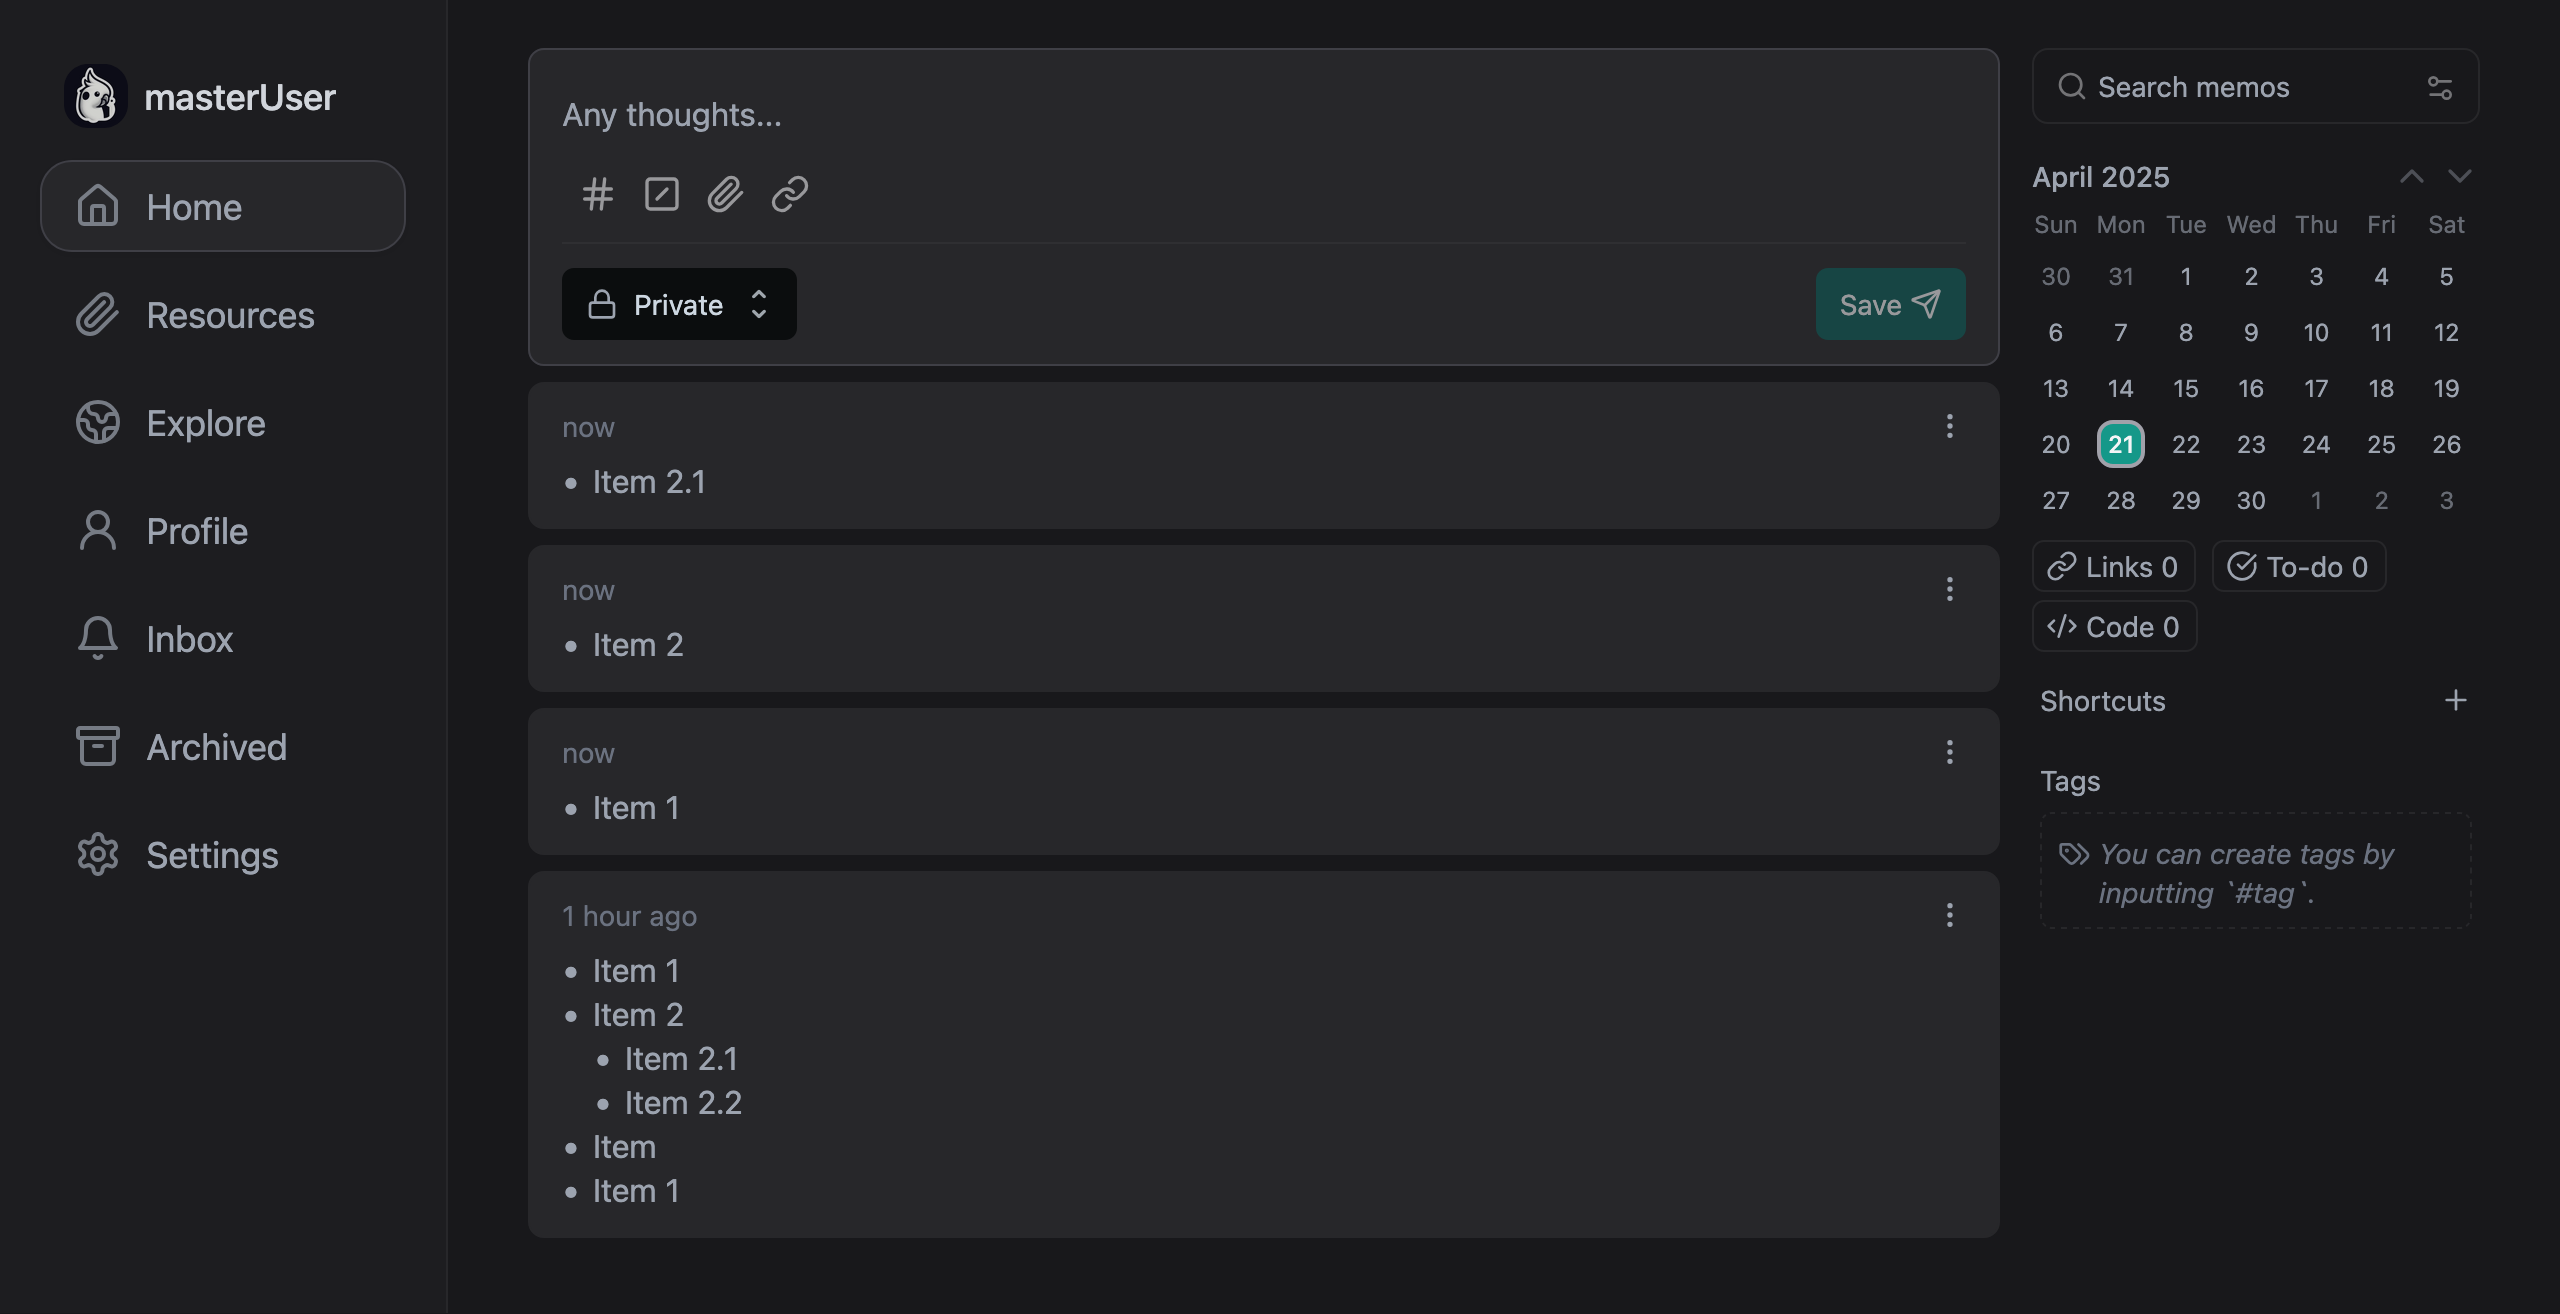 masterUser
Home
Resources
Explore
Profile
Inbox
Archived
Settings
Any thoughts...
Private
Save
now
• Item 2.1
now
• Item 2
now
• Item 1
1 hour ago
• Item 1
• Item 2
• Item 2.1
• Item 2.2
• Item
• Item 1
Search memos
April 2025
Sun Mon Tue Wed Thu Fri Sat
30 31 1 2 3 4 5
6 7 8 9 10 11 12
13 14 15 16 17 18 19
20 21 22 23 24 25 26
27 28 29 30 1 2 3
Links 0 To-do 0
Code 0
Shortcuts
Tags
You can create tags by
inputting `#tag`.